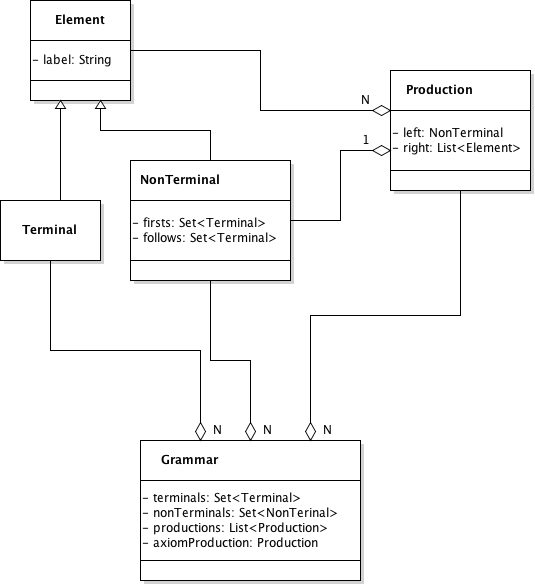 Element
- label: String
N
Production
- left: NonTerminal
- right: List<Element>
1
NonTerminal
- firsts: Set<Terminal>
- follows: Set<Terminal>
Terminal
N
N
N
Grammar
- terminals: Set<Terminal>
- nonTerminals: Set<NonTerinal>
- productions: List<Production>
- axiomProduction: Production